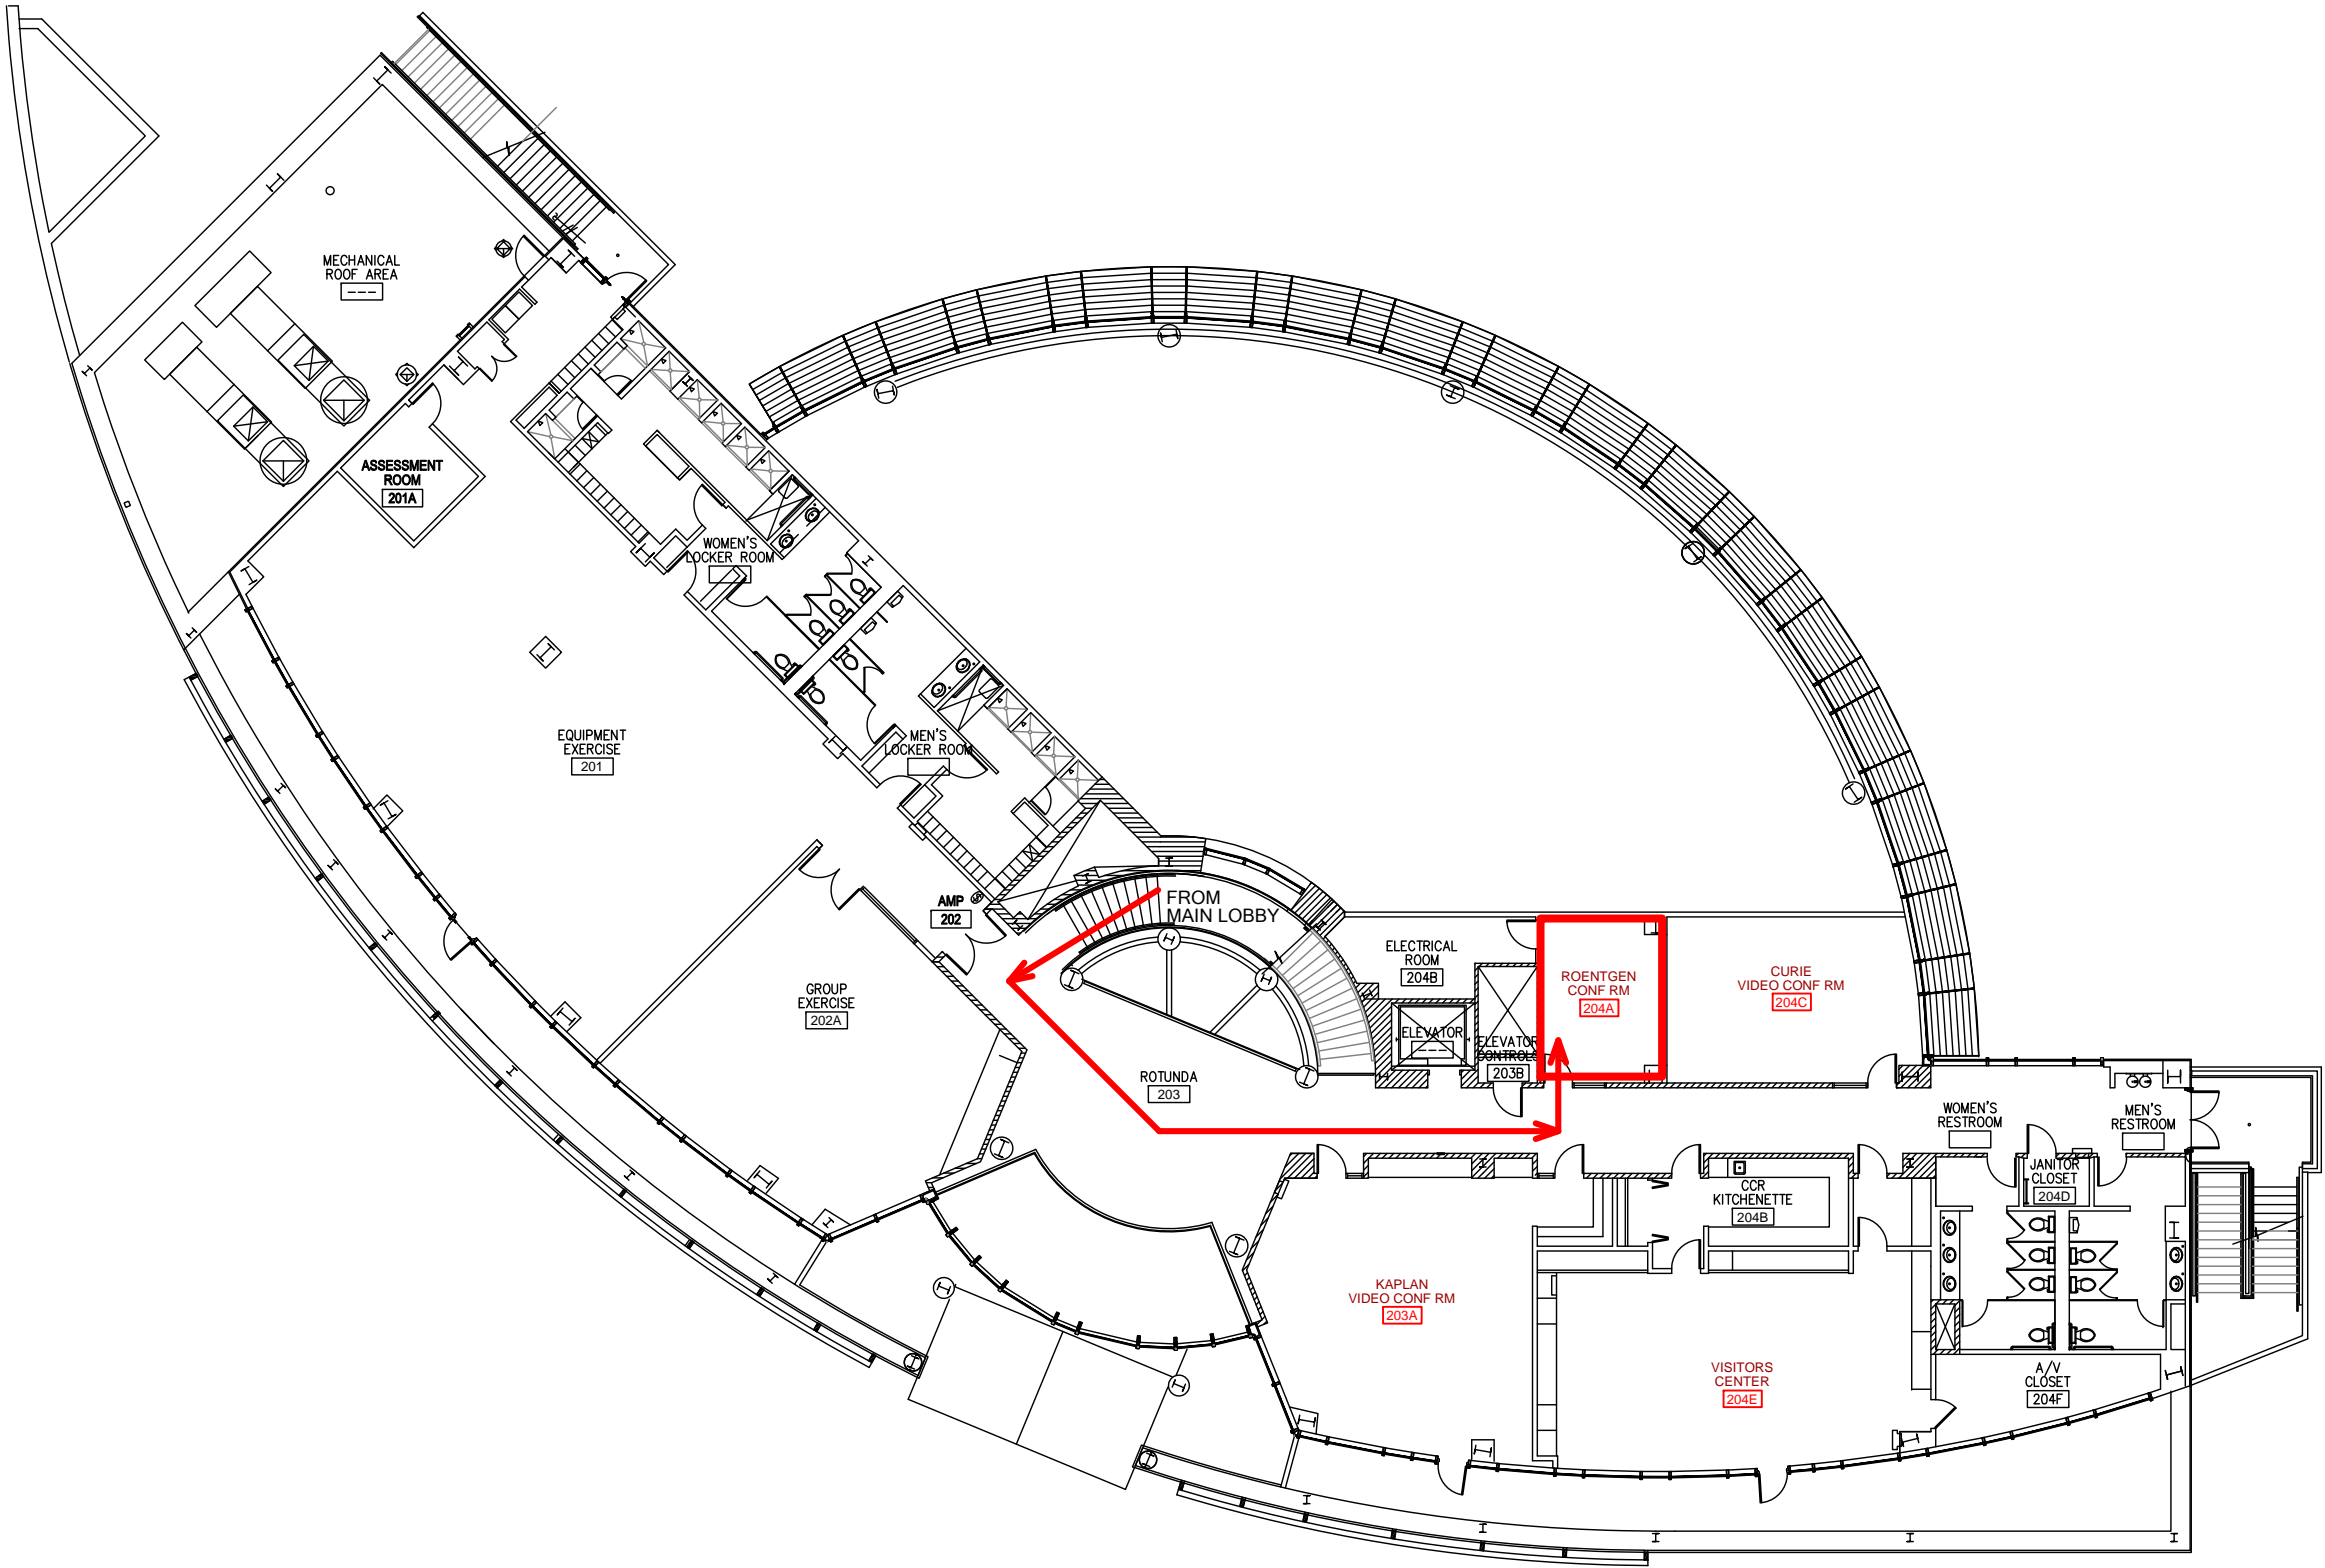 MECHANICAL
ROOF AREA
---
ASSESSMENT
ROOM
201A
WOMEN'S
LOCKER ROOM
EQUIPMENT
EXERCISE
201
MEN'S
LOCKER ROOM
AMP
202
FROM
MAIN LOBBY
GROUP
EXERCISE
202A
ELECTRICAL
ROOM
204B
ROENTGEN
CONF RM
204A
CURIE
VIDEO CONF RM
204C
ELEVATOR
---
ELEVATOR
CONTROLS
203B
ROTUNDA
203
WOMEN'S
RESTROOM
MEN'S
RESTROOM
JANITOR
CLOSET
204D
CCR
KITCHENETTE
204B
KAPLAN
VIDEO CONF RM
203A
VISITORS
CENTER
204E
A/V
CLOSET
204F